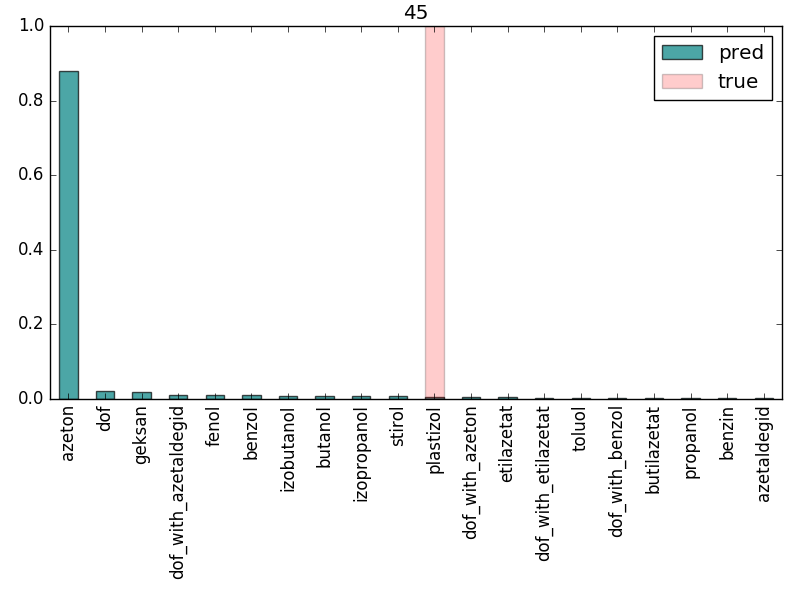 45
1.0
0.8
0.6
0.4
0.2
0.0
pred
true
azeton
dof
geksan
dof_with_azetaldegid
fenol
benzol
izobutanol
butanol
izopropanol
stirol
plastizol
dof_with_azeton
etilazetat
dof_with_etilazetat
toluol
dof_with_benzol
butilazetat
propanol
benzin
azetaldegid